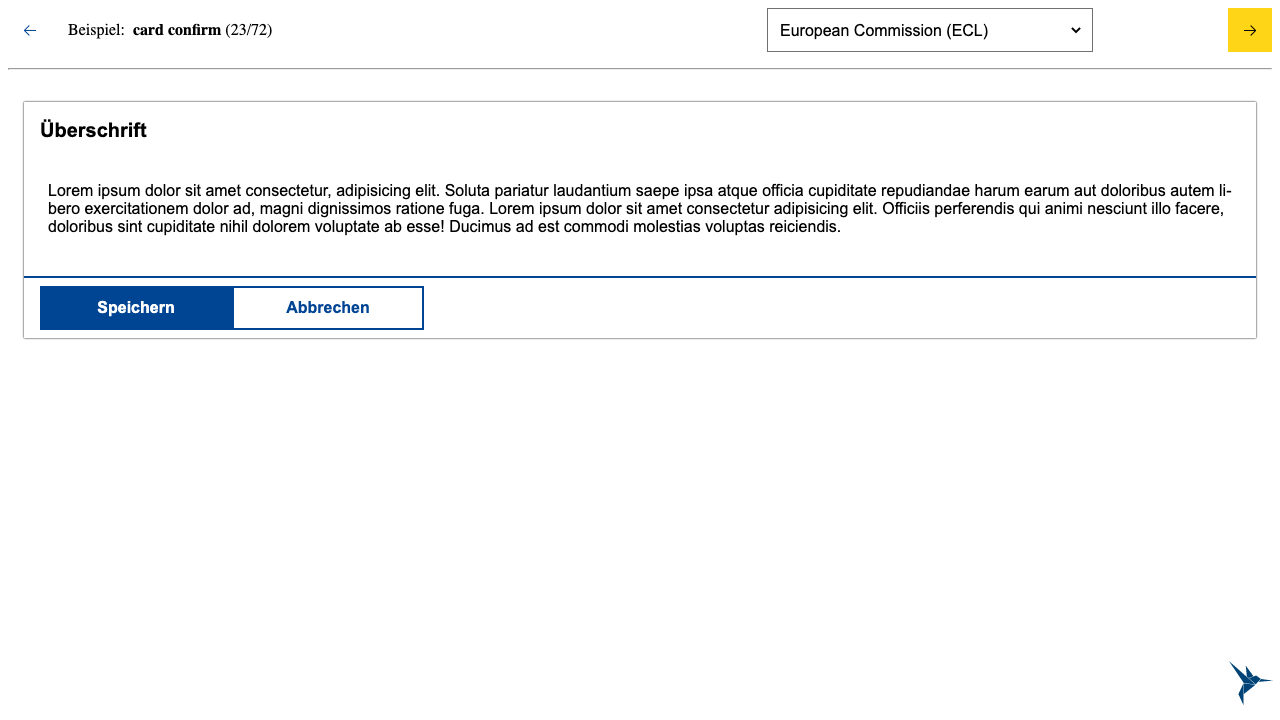 Beispiel: card confirm (23/72)
European Commission (ECL)
Überschrift
Lorem ipsum dolor sit amet consectetur, adipisicing elit. Soluta pariatur laudantium saepe ipsa atque officia cupiditate repudiandae harum earum aut doloribus autem li-
bero exercitationem dolor ad, magni dignissimos ratione fuga. Lorem ipsum dolor sit amet consectetur adipisicing elit. Officiis perferendis qui animi nesciunt illo facere,
doloribus sint cupiditate nihil dolorem voluptate ab esse! Ducimus ad est commodi molestias voluptas reiciendis.
Speichern
Abbrechen